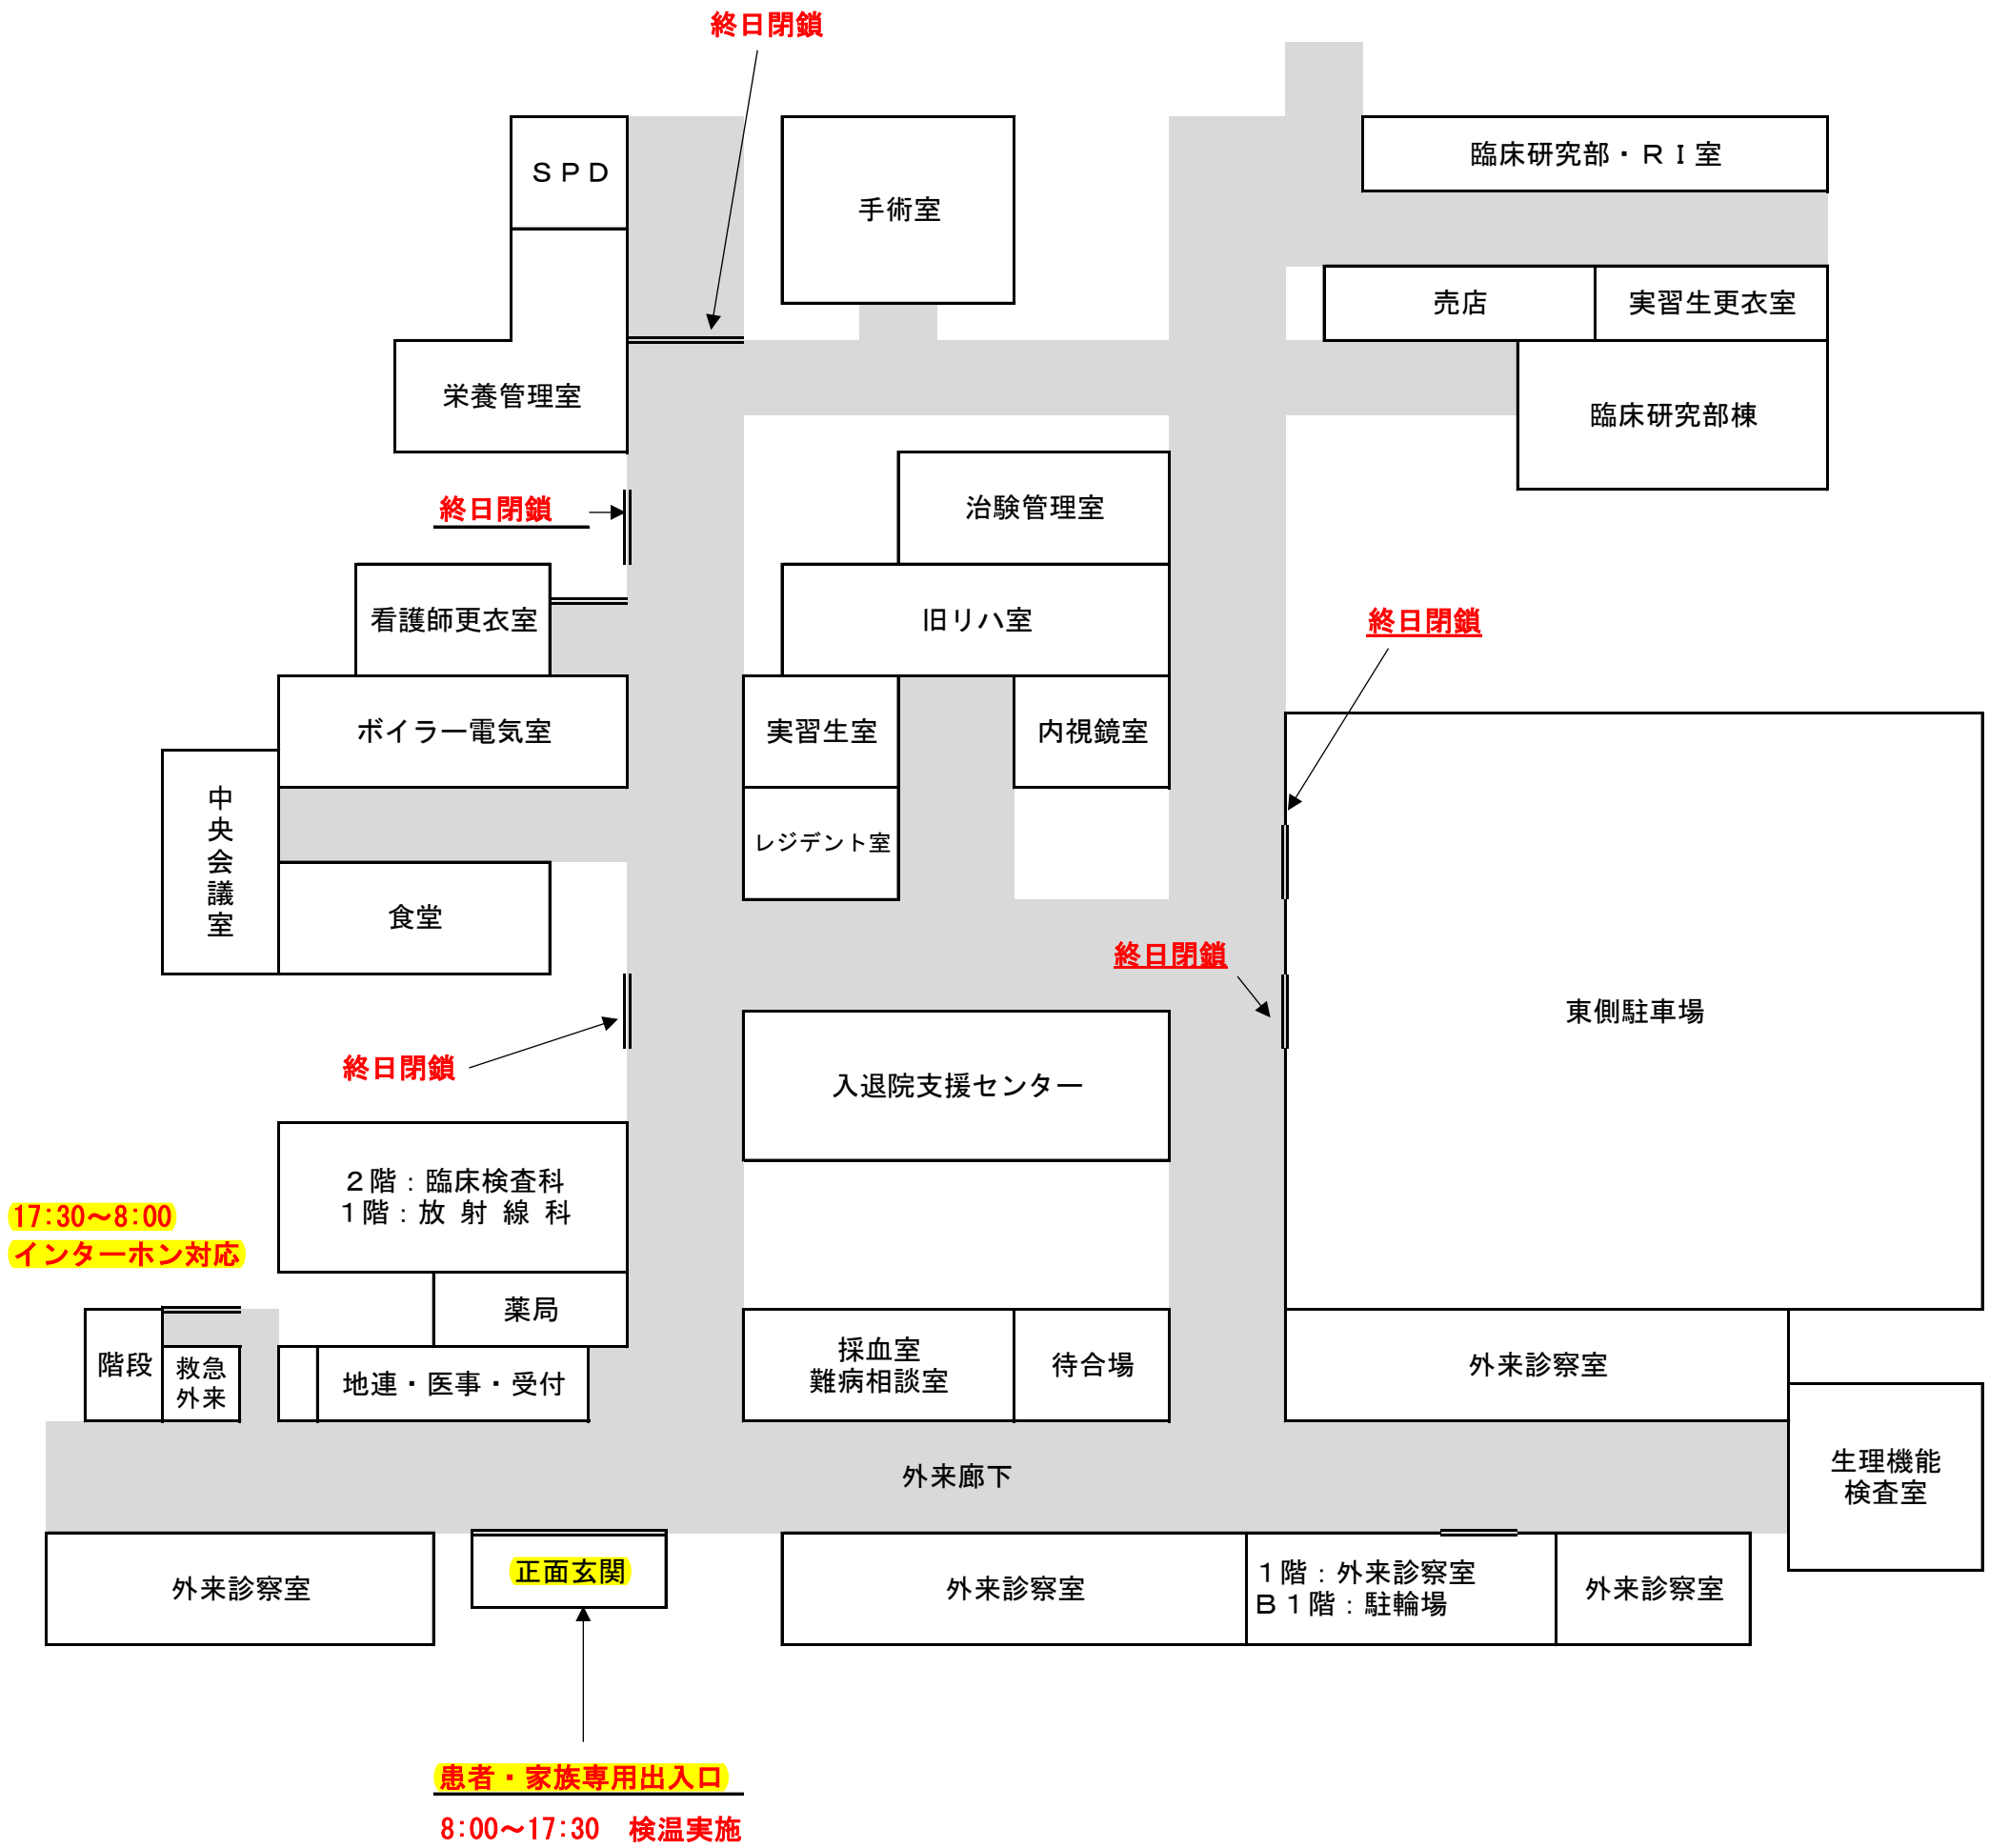 終日閉鎖
ＳＰＤ
手術室
臨床研究部・ＲＩ室
売店
実習生更衣室
栄養管理室
臨床研究部棟
終日閉鎖
治験管理室
看護師更衣室
旧リハ室
終日閉鎖
ボイラー電気室
実習生室
内視鏡室
中央会議室
レジデント室
食堂
終日閉鎖
東側駐車場
終日閉鎖
入退院支援センター
２階：臨床検査科
１階：放 射 線 科
17:30～8:00
インターホン対応
薬局
階段
救急
外来
地連・医事・受付
採血室
難病相談室
待合場
外来診察室
外来廊下
生理機能
検査室
外来診察室
正面玄関
外来診察室
１階：外来診察室
Ｂ１階：駐輪場
外来診察室
患者・家族専用出入口
8:00～17:30　検温実施